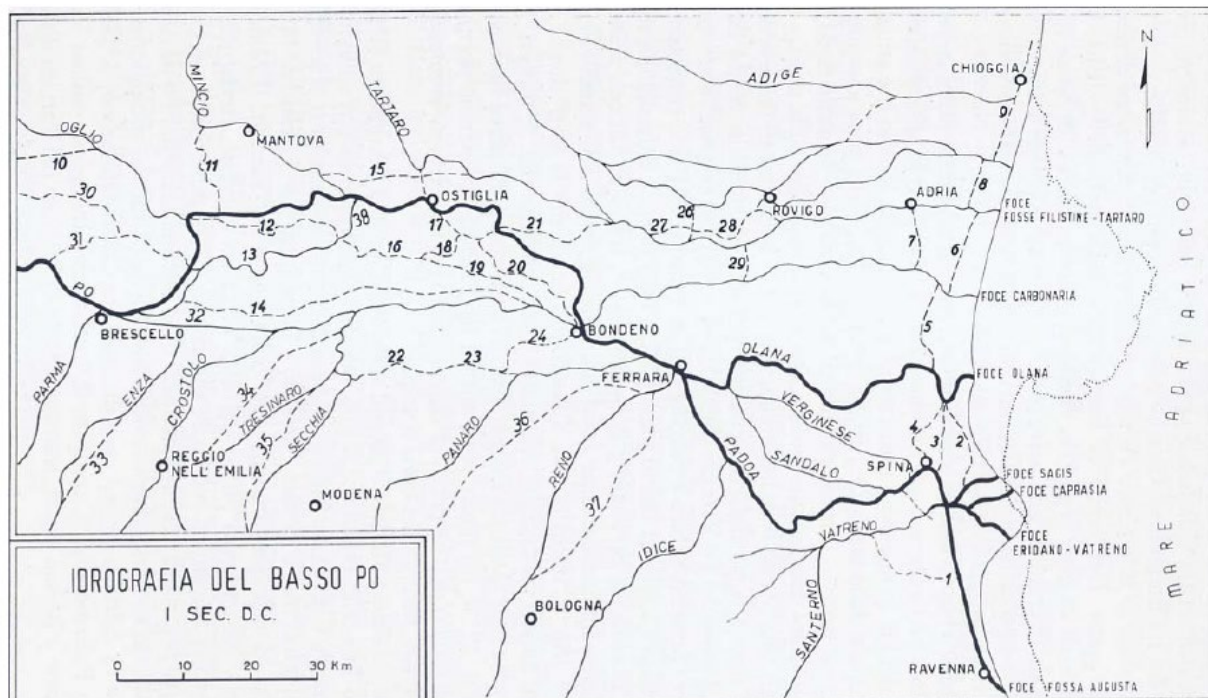 N
ADIGE
CHIOGGIA
MINCIO
TARTARO
OGLIO
MANTOVA
9
10
11
15
30
OSTIGLIA
ROVIGO
ADRIA
8
FOCE
FOSSE FILISTINE-TARTARO
38
26
12
17
21
27
28
31
13
16
18
7
6
19
20
29
PO
14
FOCE CARBONARIA
32
BRESCELLO
5
BONDENO
24
OLANA
22
23
FERRARA
FOCE OLANA
PARMA
ENZA
CROSTOLO
34
TRESINARO
35
SECCHIA
PANARO
36
RENO
PADOA
VERGINESE
SANDALO
4
3
2
SPINA
33
REGGIO
NELL'EMILIA
FOCE SAGIS
FOCE CAPRASIA
MODENA
37
IDICE
VATRENO
FOCE
ERIDANO-VATRENO
1
MARE ADRIATICO
IDROGRAFIA DEL BASSO PO
I SEC. D.C.
BOLOGNA
SANTERNO
0 10 20 30 Km
RAVENNA
FOCE FOSSA AUGUSTA